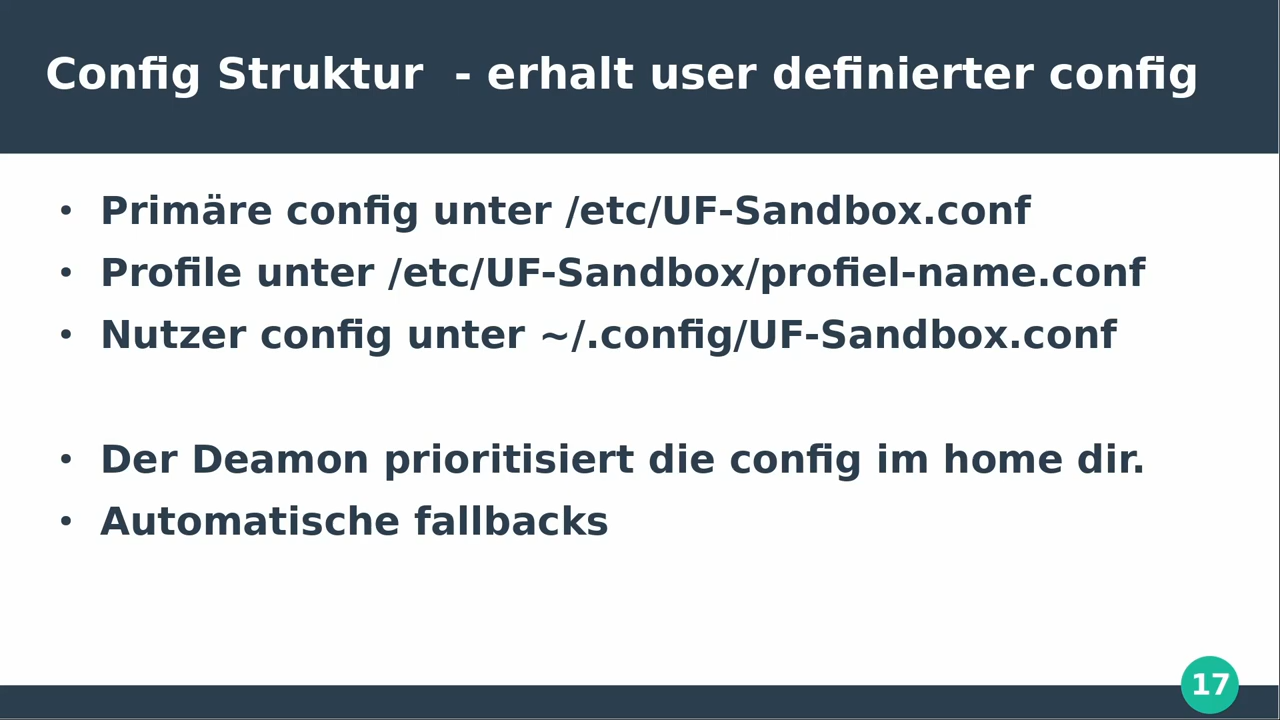 Config Struktur  - erhalt user definierter config
• Primäre config unter /etc/UF-Sandbox.conf
• Profile unter /etc/UF-Sandbox/profiel-name.conf
• Nutzer config unter ~/.config/UF-Sandbox.conf
• Der Deamon prioritisiert die config im home dir.
• Automatische fallbacks
17